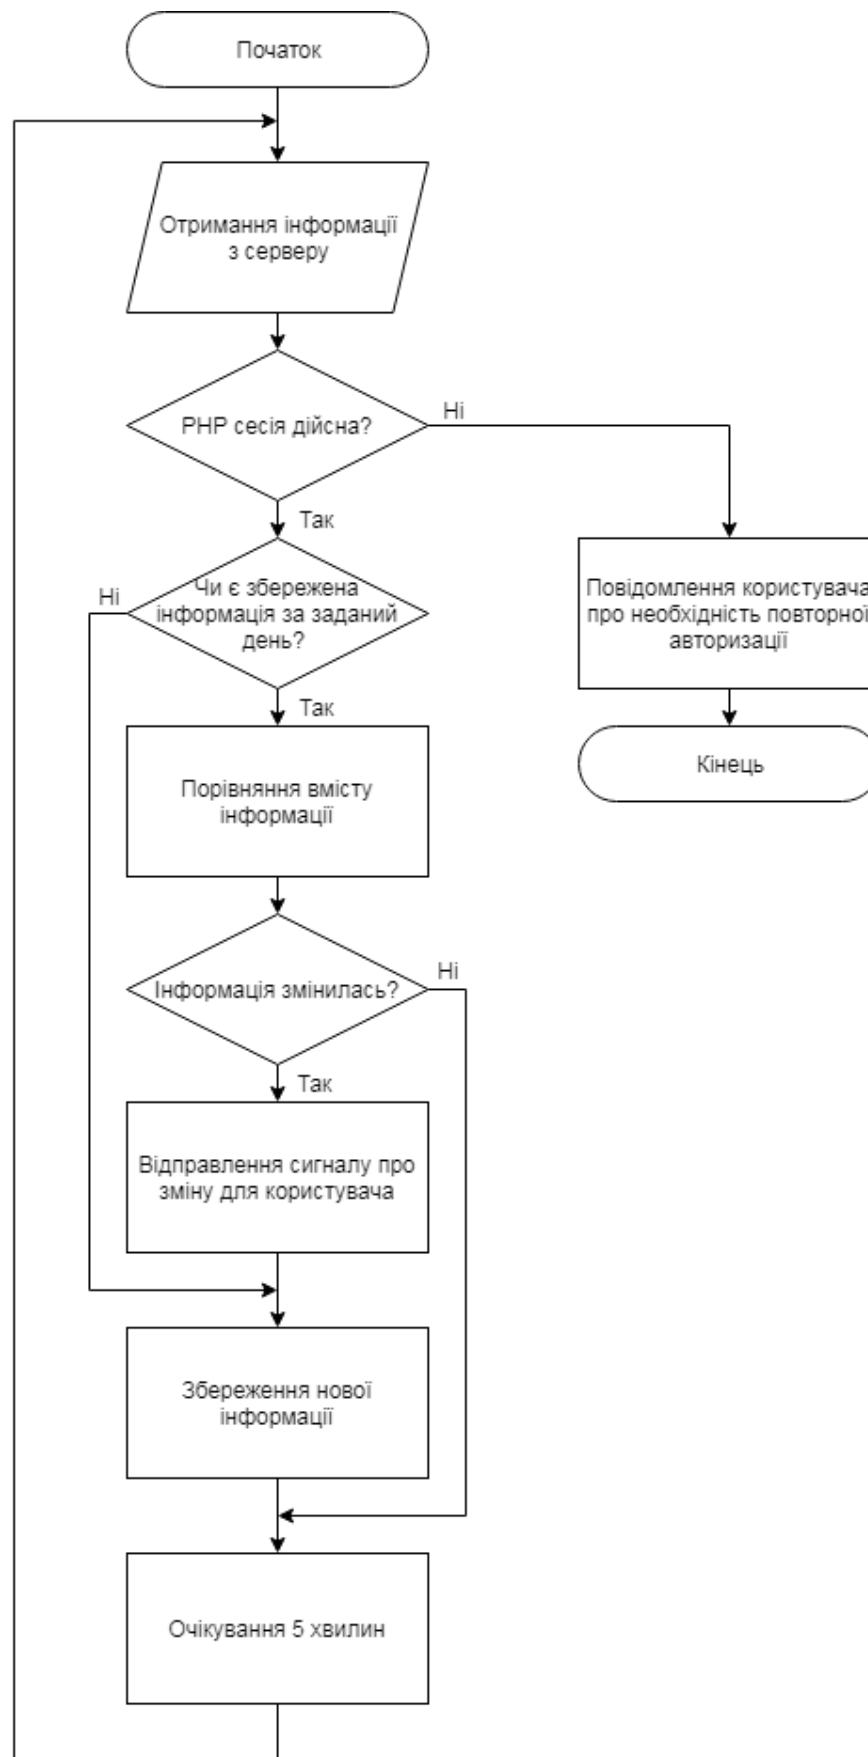 Початок
Отримання інформації
з серверу
PHP сесія дійсна?
Ні
Так
Чи є збережена
інформація за заданий
день?
Ні
Повідомлення користувача
про необхідність повторної
авторизації
Так
Кінець
Порівняння вмісту
інформації
Ні
Інформація змінилась?
Так
Відправлення сигналу про
зміну для користувача
Збереження нової
інформації
Очікування 5 хвилин